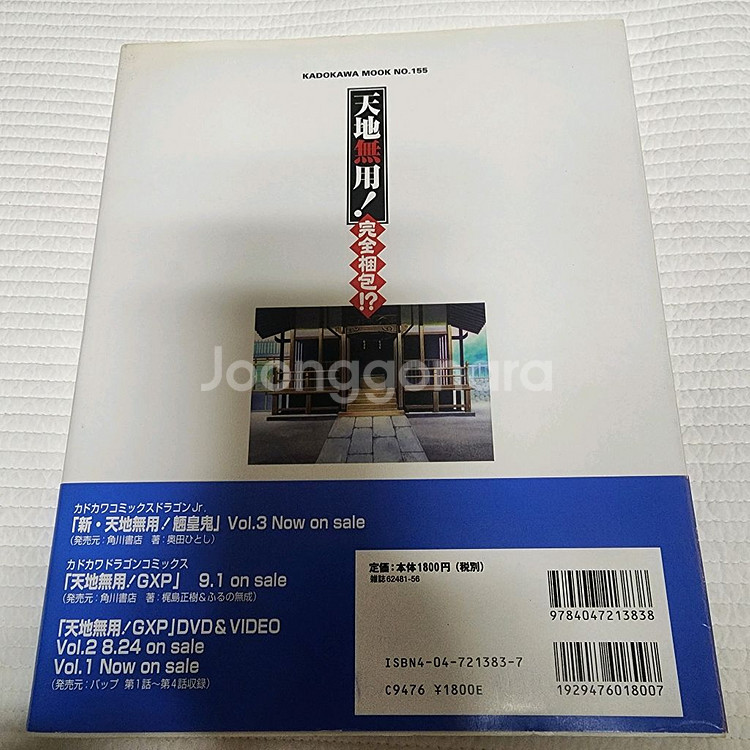 KADOKAWA MOOK NO.155
天地無用!
完全梱包!?
Joonggonara
カドカワコミックスドラゴンJr.
「新・天地無用!魎皇鬼」 Vol.3 Now on sale
(発売元:角川書店 著:奥田ひとし)
カドカワドラゴンコミックス
「天地無用!GXP」 9.1 on sale
(発売元:角川書店 著:梶島正樹&ふるの無成)
「天地無用!GXP」DVD&VIDEO
Vol.2 8.24 on sale
Vol.1 Now on sale
(発売元:バップ 第1話~第4話収録)
定価:本体1800円(税別)
雑誌62481-56
9784047213838
ISBN4-04-721383-7
C9476 ¥1800E
1929476018007